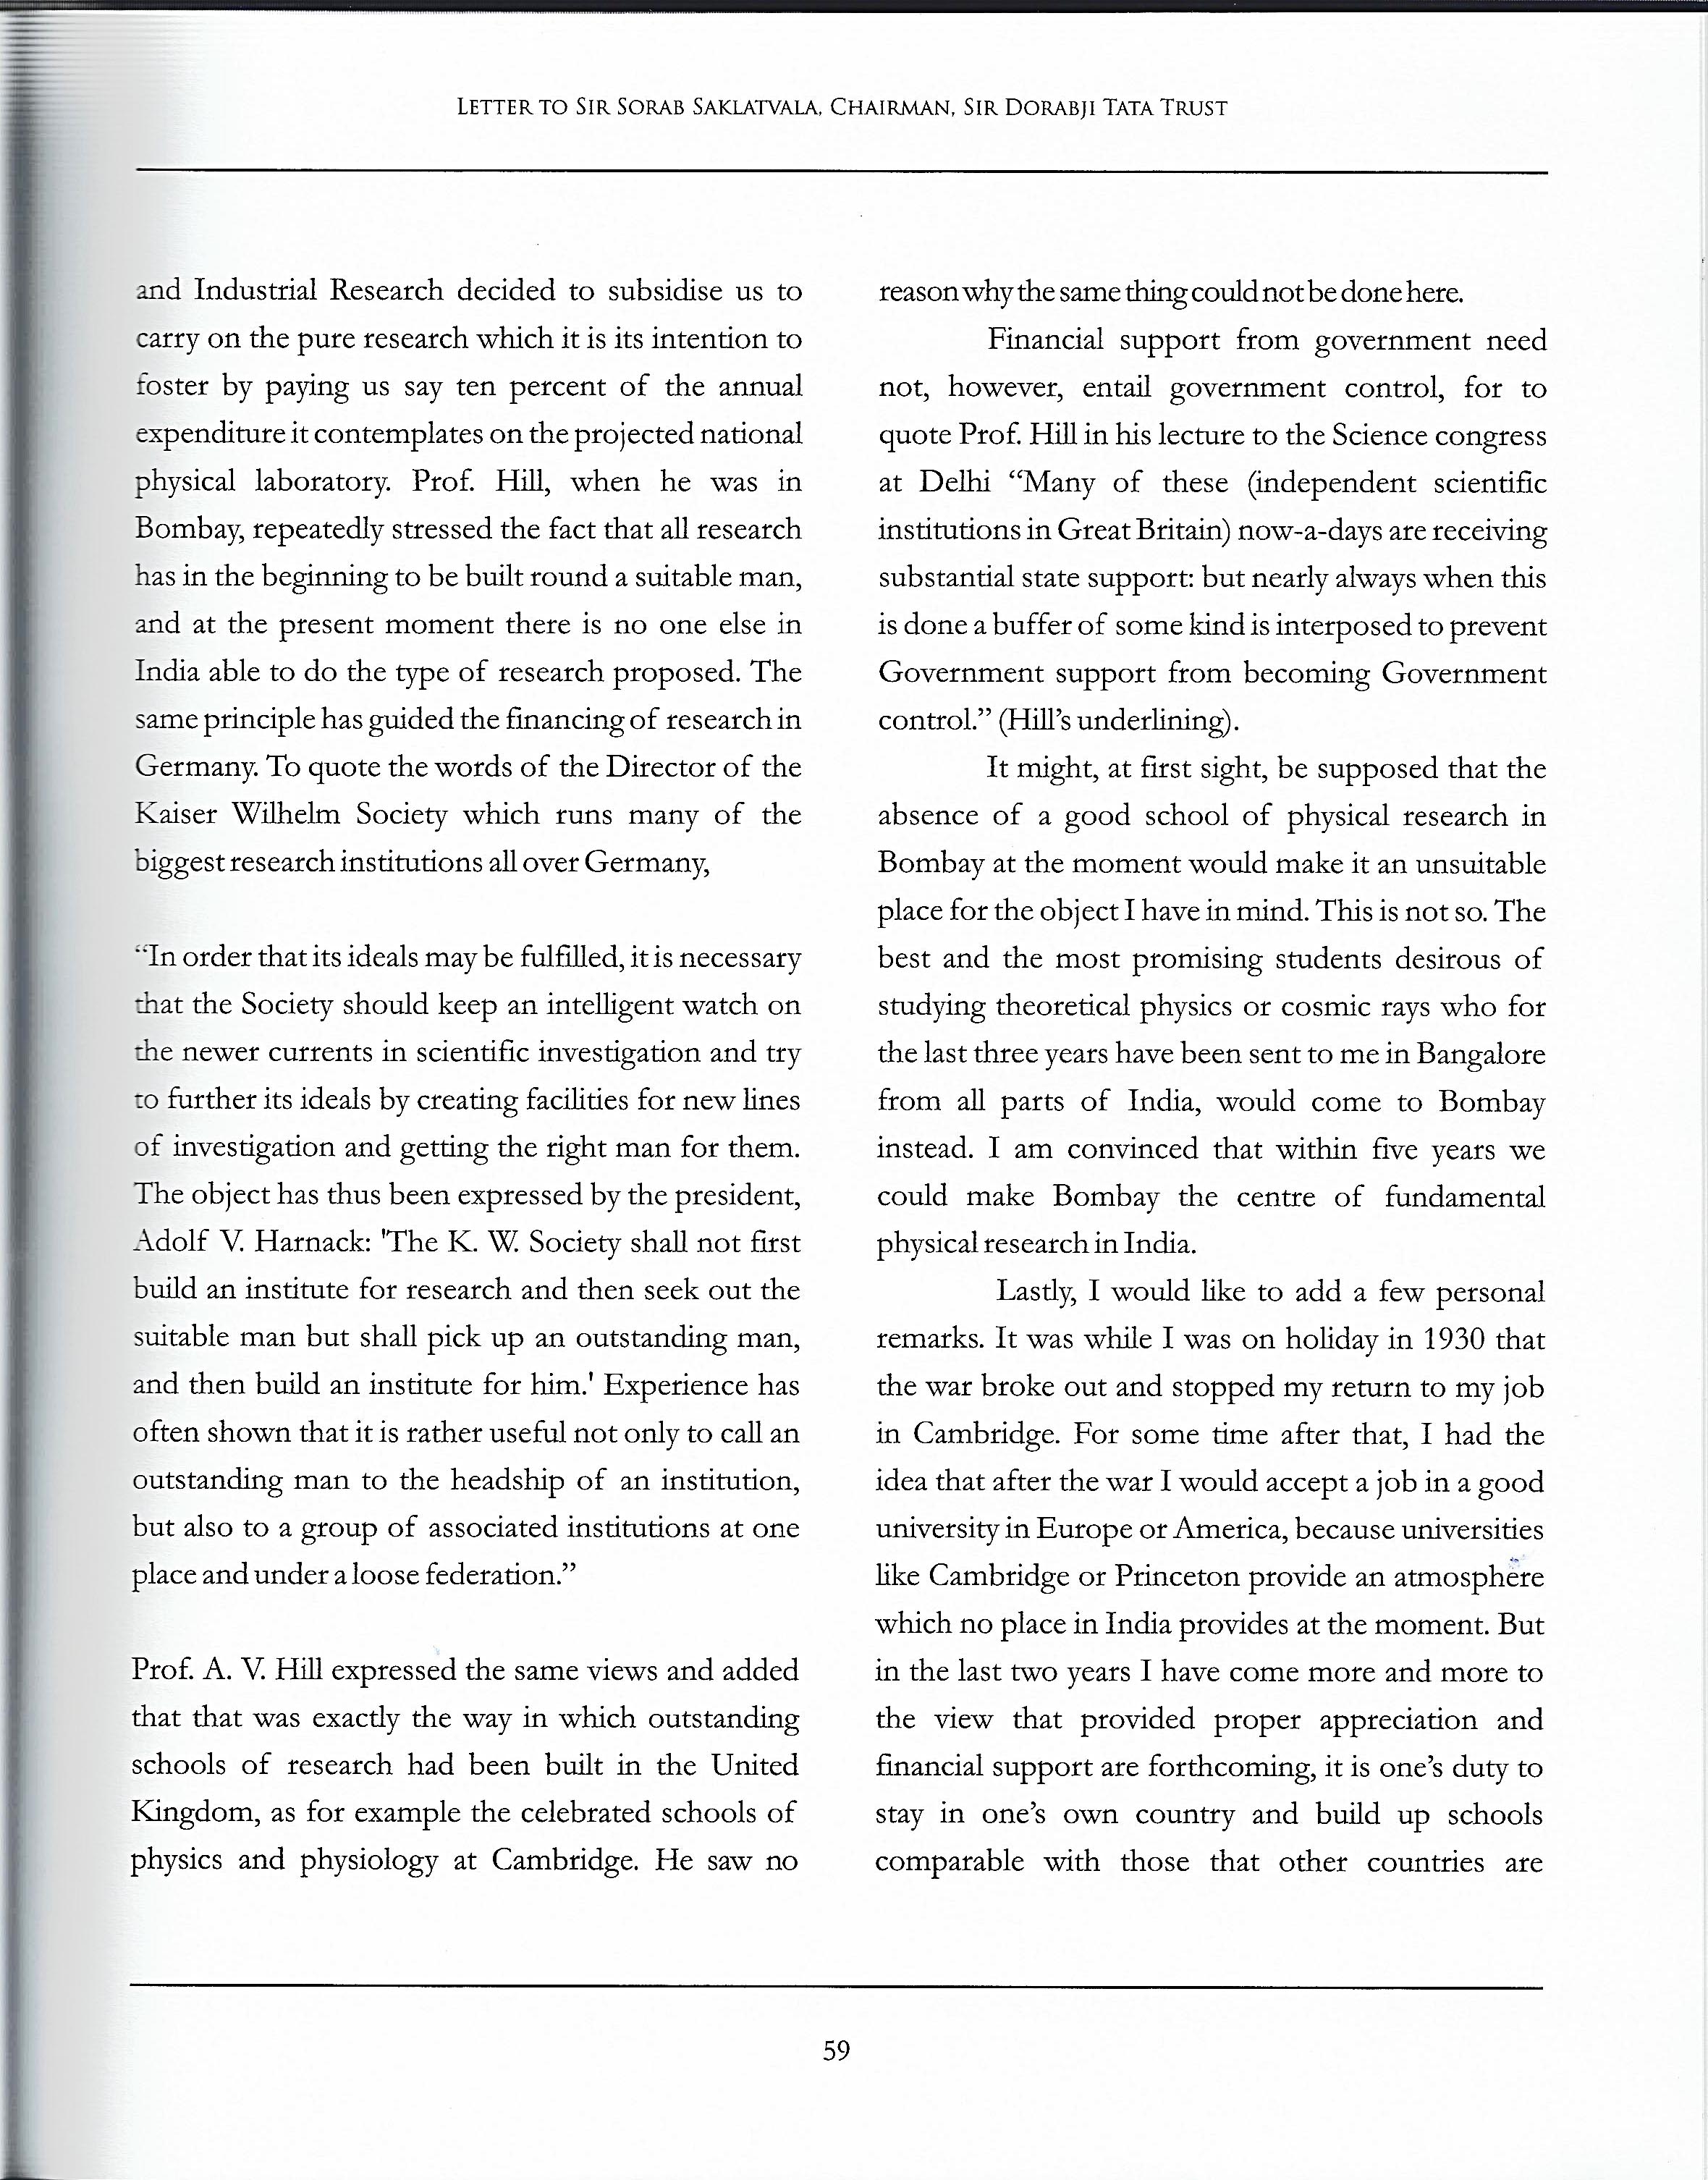 LETTER TO SIR SORAB SAKLATVALA, CHAIRMAN, SIR DORABJI TATA TRUST
and Industrial Research decided to subsidise us to
carry on the pure research which it is its intention to
foster by paying us say ten percent of the annual
expenditure it contemplates on the projected national
physical laboratory. Prof. Hill, when he was in
Bombay, repeatedly stressed the fact that all research
has in the beginning to be built round a suitable man,
and at the present moment there is no one else in
India able to do the type of research proposed. The
same principle has guided the financing of research in
Germany. To quote the words of the Director of the
Kaiser Wilhelm Society which runs many of the
biggest research institutions all over Germany,
“In order that its ideals may be fulfilled, it is necessary
that the Society should keep an intelligent watch on
the newer currents in scientific investigation and try
to further its ideals by creating facilities for new lines
of investigation and getting the right man for them.
The object has thus been expressed by the president,
Adolf V. Harnack: 'The K. W. Society shall not first
build an institute for research and then seek out the
suitable man but shall pick up an outstanding man,
and then build an institute for him.' Experience has
often shown that it is rather useful not only to call an
outstanding man to the headship of an institution,
but also to a group of associated institutions at one
place and under a loose federation.”
Prof. A. V. Hill expressed the same views and added
that that was exactly the way in which outstanding
schools of research had been built in the United
Kingdom, as for example the celebrated schools of
physics and physiology at Cambridge. He saw no
reason why the same thing could not be done here.
Financial support from government need
not, however, entail government control, for to
quote Prof. Hill in his lecture to the Science congress
at Delhi “Many of these (independent scientific
institutions in Great Britain) now-a-days are receiving
substantial state support: but nearly always when this
is done a buffer of some kind is interposed to prevent
Government support from becoming Government
control.” (Hill’s underlining).
It might, at first sight, be supposed that the
absence of a good school of physical research in
Bombay at the moment would make it an unsuitable
place for the object I have in mind. This is not so. The
best and the most promising students desirous of
studying theoretical physics or cosmic rays who for
the last three years have been sent to me in Bangalore
from all parts of India, would come to Bombay
instead. I am convinced that within five years we
could make Bombay the centre of fundamental
physical research in India.
Lastly, I would like to add a few personal
remarks. It was while I was on holiday in 1930 that
the war broke out and stopped my return to my job
in Cambridge. For some time after that, I had the
idea that after the war I would accept a job in a good
university in Europe or America, because universities
like Cambridge or Princeton provide an atmosphere
which no place in India provides at the moment. But
in the last two years I have come more and more to
the view that provided proper appreciation and
financial support are forthcoming, it is one’s duty to
stay in one’s own country and build up schools
comparable with those that other countries are
59